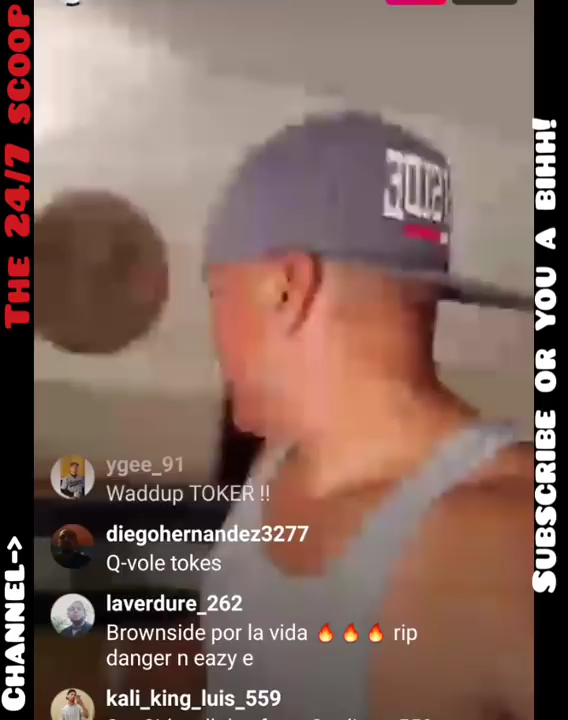 THE 24/7 SCOOP
CHANNEL->
SUBSCRIBE OR YOU A BIHH!
ygee_91
Waddup TOKER !!
diegohernandez3277
Q-vole tokes
laverdure_262
Brownside por la vida 🔥🔥🔥 rip
danger n eazy e
kali_king_luis_559